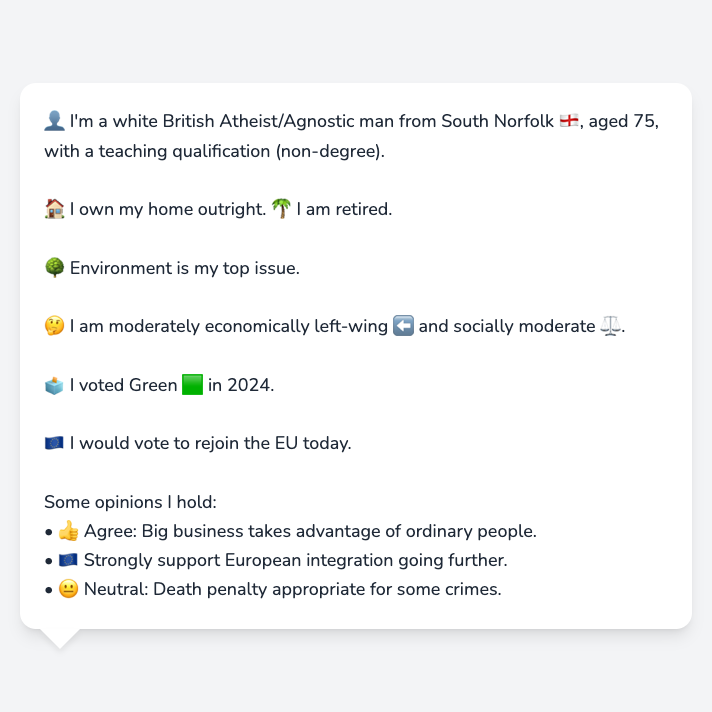 👤 I'm a white British Atheist/Agnostic man from South Norfolk 🏴󠁧󠁢󠁥󠁮󠁧󠁿, aged 75,
with a teaching qualification (non-degree).
🏠 I own my home outright. 🌴 I am retired.
🌳 Environment is my top issue.
🤔 I am moderately economically left-wing ⬅️ and socially moderate ⚖️.
🗳️ I voted Green 🟩 in 2024.
🇪🇺 I would vote to rejoin the EU today.
Some opinions I hold:
• 👍 Agree: Big business takes advantage of ordinary people.
• 🇪🇺 Strongly support European integration going further.
• 😐 Neutral: Death penalty appropriate for some crimes.